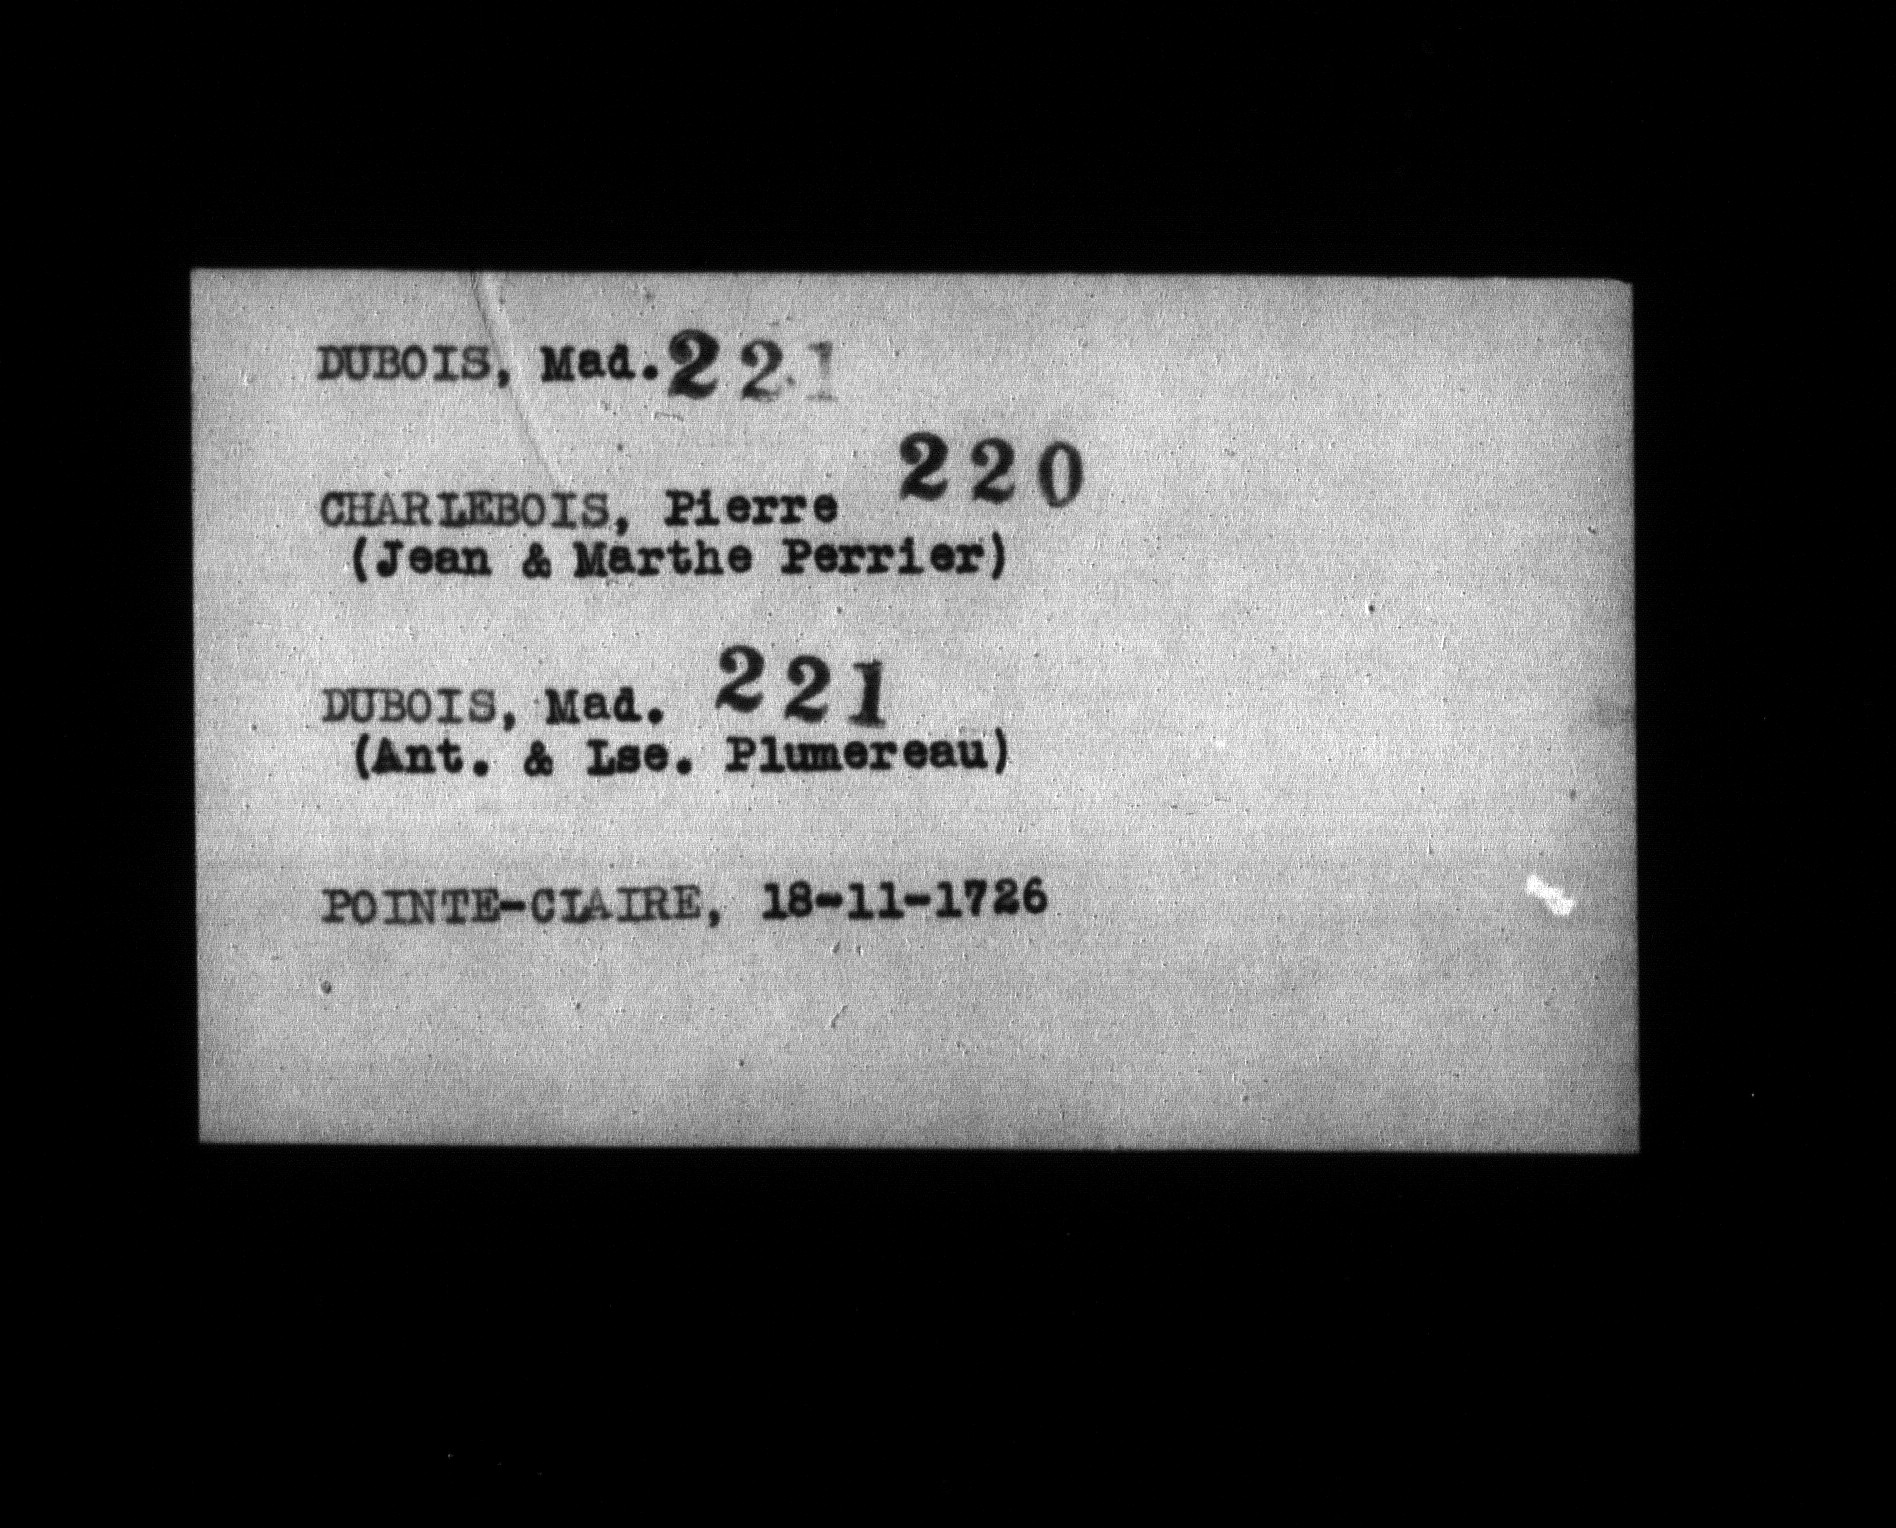 DUBOIS, Mad. 221
220
CHARLEBOIS, Pierre
(Jean & Marthe Perrier)
221
DUBOIS, Mad.
(Ant. & Lse. Plumereau)
POINTE-CLAIRE, 18-11-1726